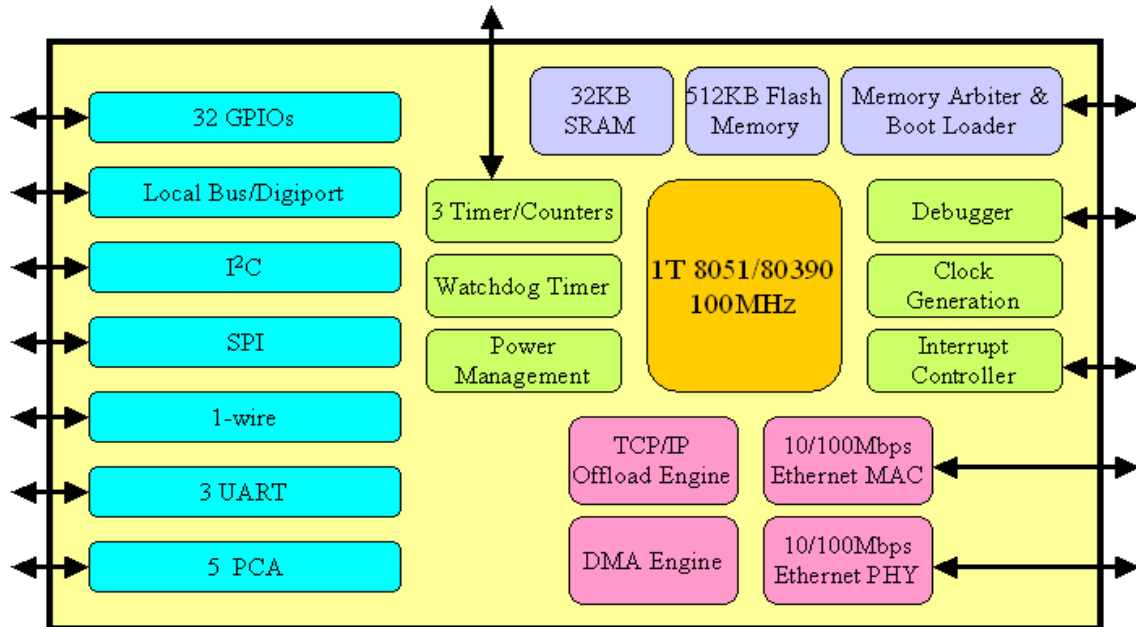 32 GPIOs
Local Bus/Digiport
I²C
SPI
1-wire
3 UART
5 PCA
32KB
SRAM
512KB Flash
Memory
Memory Arbiter &
Boot Loader
3 Timer/Counters
Watchdog Timer
Power
Management
1T 8051/80390
100MHz
Debugger
Clock
Generation
Interrupt
Controller
TCP/IP
Offload Engine
10/100Mbps
Ethernet MAC
DMA Engine
10/100Mbps
Ethernet PHY